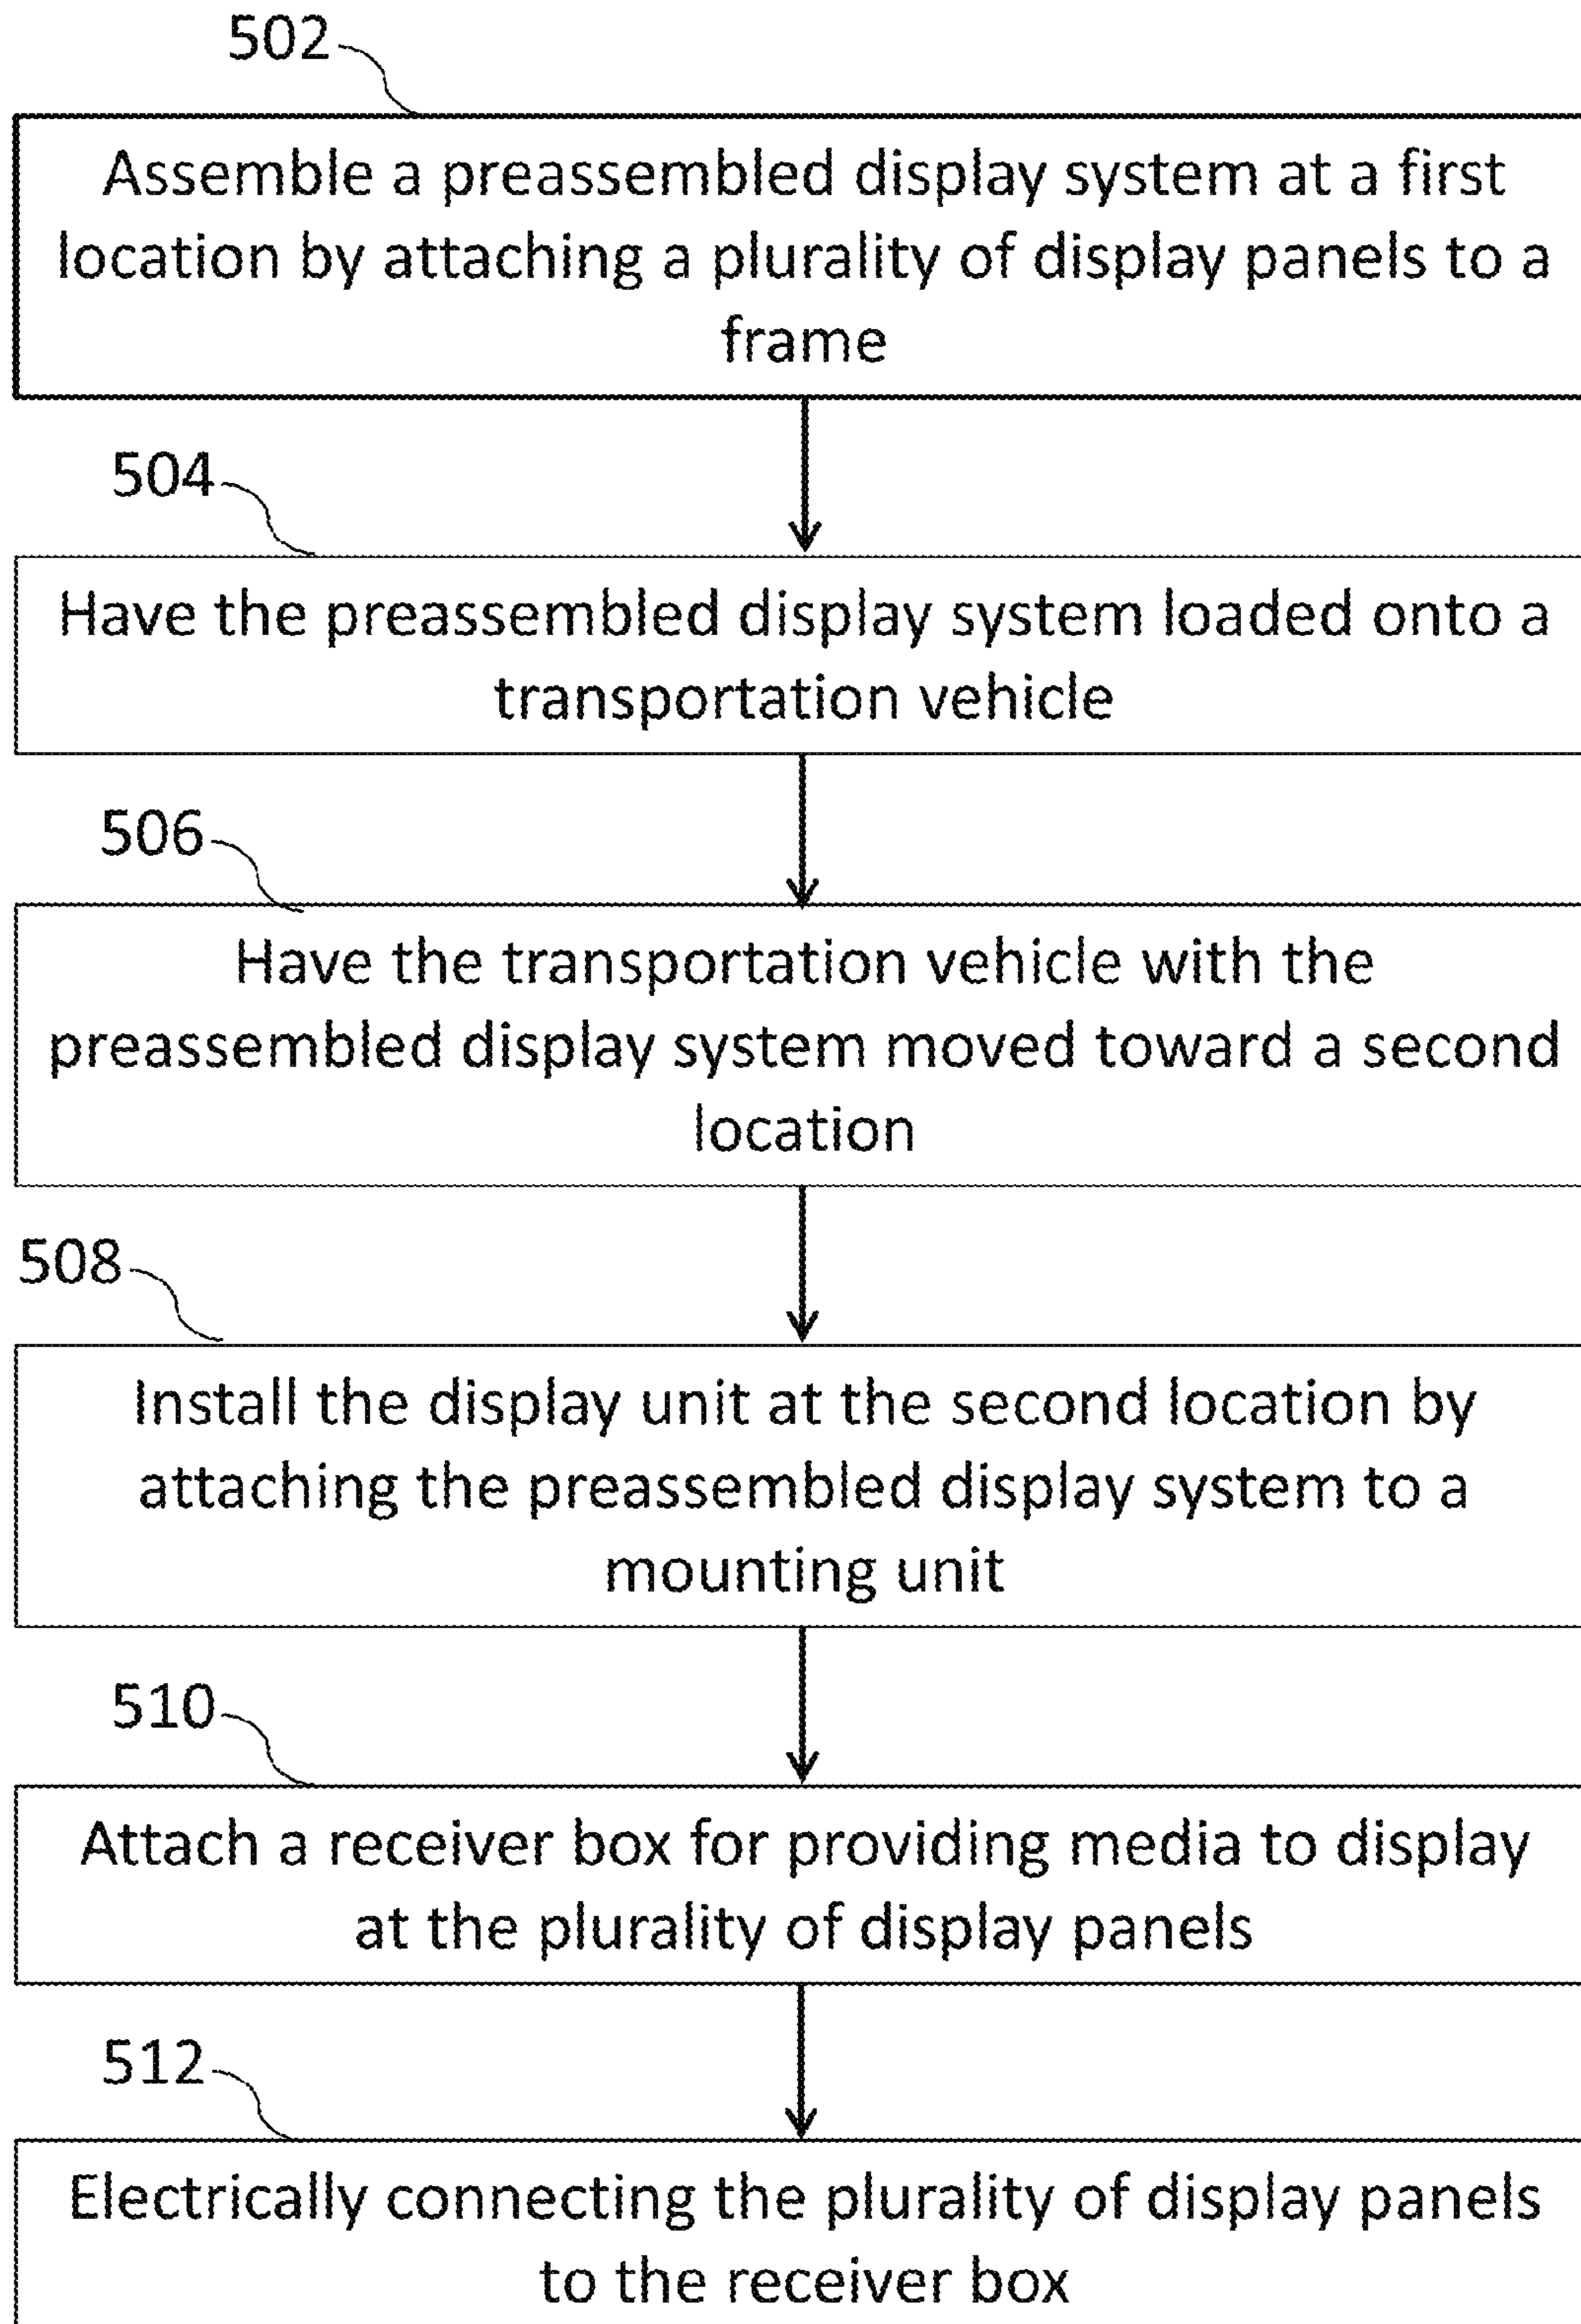 502
Assemble a preassembled display system at a first
location by attaching a plurality of display panels to a
frame
504
Have the preassembled display system loaded onto a
transportation vehicle
506
Have the transportation vehicle with the
preassembled display system moved toward a second
location
508
Install the display unit at the second location by
attaching the preassembled display system to a
mounting unit
510
Attach a receiver box for providing media to display
at the plurality of display panels
512
Electrically connecting the plurality of display panels
to the receiver box